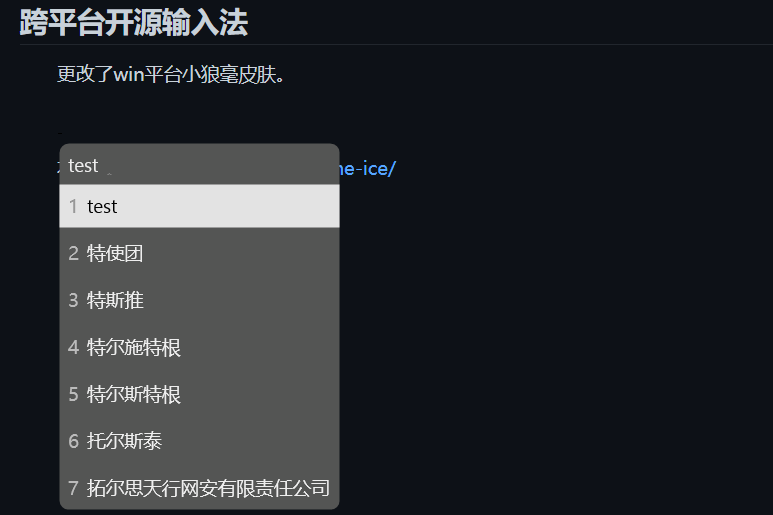 跨平台开源输入法
更改了win平台小狼毫皮肤。
test
ne-ice/
1 test
2 特使团
3 特斯推
4 特尔施特根
5 特尔斯特根
6 托尔斯泰
7 拓尔思天行网安有限责任公司